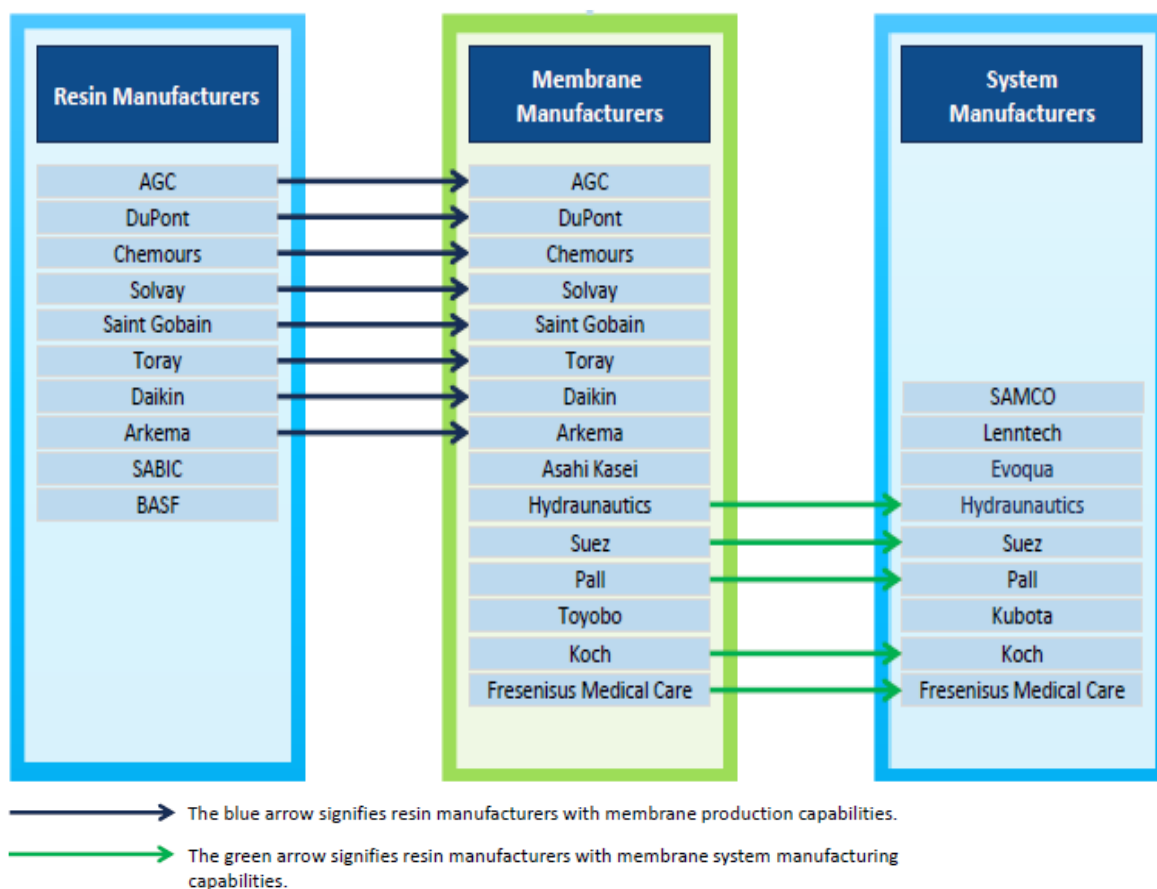 Resin Manufacturers
AGC
DuPont
Chemours
Solvay
Saint Gobain
Toray
Daikin
Arkema
SABIC
BASF
Membrane
Manufacturers
AGC
DuPont
Chemours
Solvay
Saint Gobain
Toray
Daikin
Arkema
Asahi Kasei
Hydraunautics
Suez
Pall
Toyobo
Koch
Fresenisus Medical Care
System
Manufacturers
SAMCO
Lenntech
Evoqua
Hydraunautics
Suez
Pall
Kubota
Koch
Fresenisus Medical Care
The blue arrow signifies resin manufacturers with membrane production capabilities.
The green arrow signifies resin manufacturers with membrane system manufacturing
capabilities.